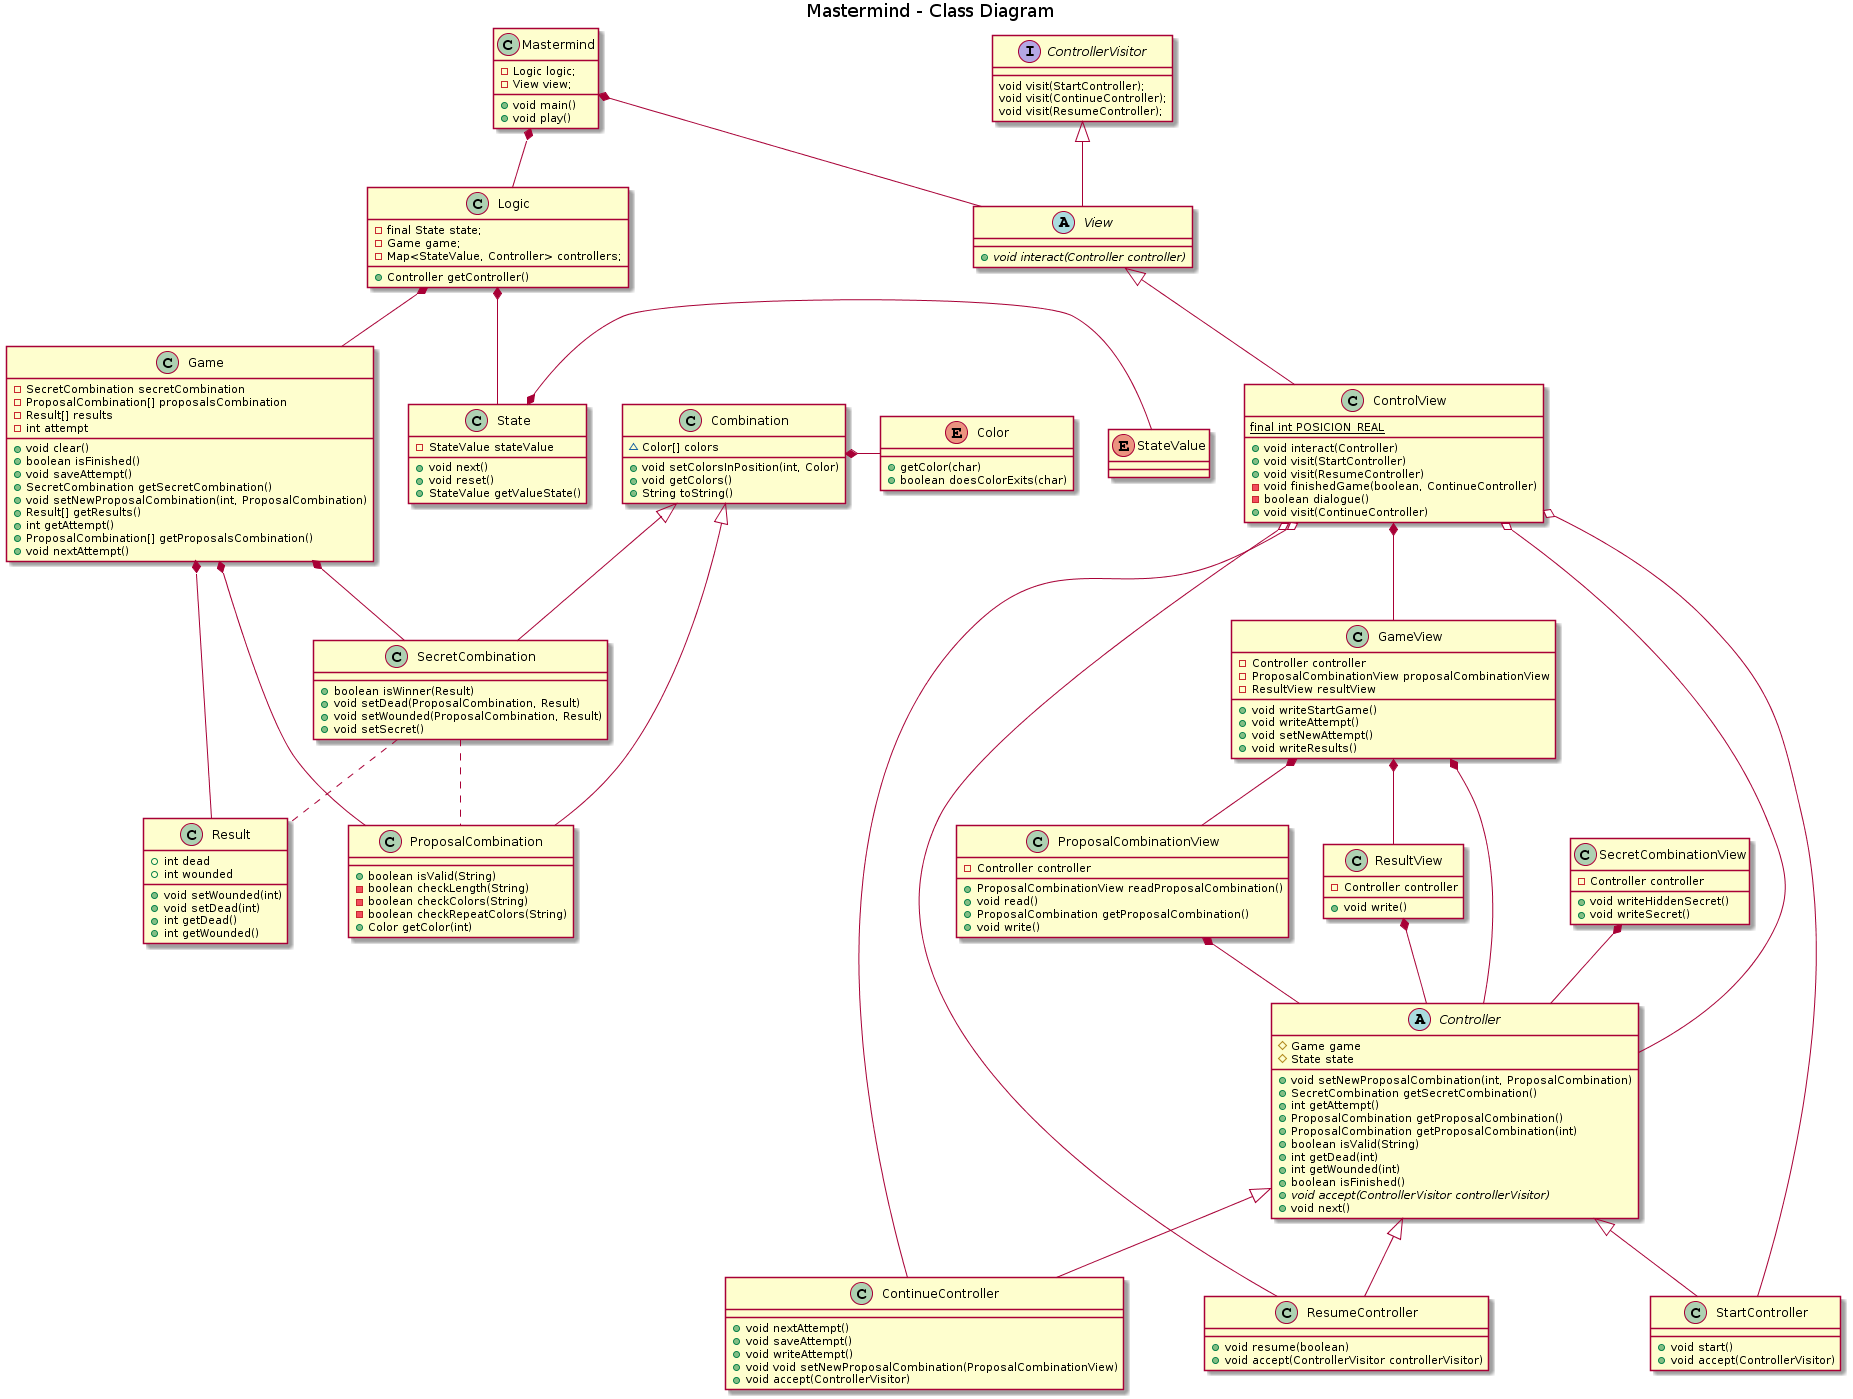 Mastermind - Class Diagram
C Mastermind
Logic logic;
View view;
void main()
void play()
I ControllerVisitor
void visit(StartController);
void visit(ContinueController);
void visit(ResumeController);
C Logic
final State state;
Game game;
Map<StateValue, Controller> controllers;
Controller getController()
A View
void interact(Controller controller)
C Game
SecretCombination secretCombination
ProposalCombination[] proposalsCombination
Result[] results
int attempt
void clear()
boolean isFinished()
void saveAttempt()
SecretCombination getSecretCombination()
void setNewProposalCombination(int, ProposalCombination)
Result[] getResults()
int getAttempt()
ProposalCombination[] getProposalsCombination()
void nextAttempt()
C State
StateValue stateValue
void next()
void reset()
StateValue getValueState()
C Combination
Color[] colors
void setColorsInPosition(int, Color)
void getColors()
String toString()
E Color
getColor(char)
boolean doesColorExits(char)
E StateValue
C ControlView
final int POSICION_REAL
void interact(Controller)
void visit(StartController)
void visit(ResumeController)
void finishedGame(boolean, ContinueController)
boolean dialogue()
void visit(ContinueController)
C SecretCombination
boolean isWinner(Result)
void setDead(ProposalCombination, Result)
void setWounded(ProposalCombination, Result)
void setSecret()
C GameView
Controller controller
ProposalCombinationView proposalCombinationView
ResultView resultView
void writeStartGame()
void writeAttempt()
void setNewAttempt()
void writeResults()
C Result
int dead
int wounded
void setWounded(int)
void setDead(int)
int getDead()
int getWounded()
C ProposalCombination
boolean isValid(String)
boolean checkLength(String)
boolean checkColors(String)
boolean checkRepeatColors(String)
Color getColor(int)
C ProposalCombinationView
Controller controller
ProposalCombinationView readProposalCombination()
void read()
ProposalCombination getProposalCombination()
void write()
C ResultView
Controller controller
void write()
C SecretCombinationView
Controller controller
void writeHiddenSecret()
void writeSecret()
A Controller
Game game
State state
void setNewProposalCombination(int, ProposalCombination)
SecretCombination getSecretCombination()
int getAttempt()
ProposalCombination getProposalCombination()
ProposalCombination getProposalCombination(int)
boolean isValid(String)
int getDead(int)
int getWounded(int)
boolean isFinished()
void accept(ControllerVisitor controllerVisitor)
void next()
C ContinueController
void nextAttempt()
void saveAttempt()
void writeAttempt()
void void setNewProposalCombination(ProposalCombinationView)
void accept(ControllerVisitor)
C ResumeController
void resume(boolean)
void accept(ControllerVisitor controllerVisitor)
C StartController
void start()
void accept(ControllerVisitor)